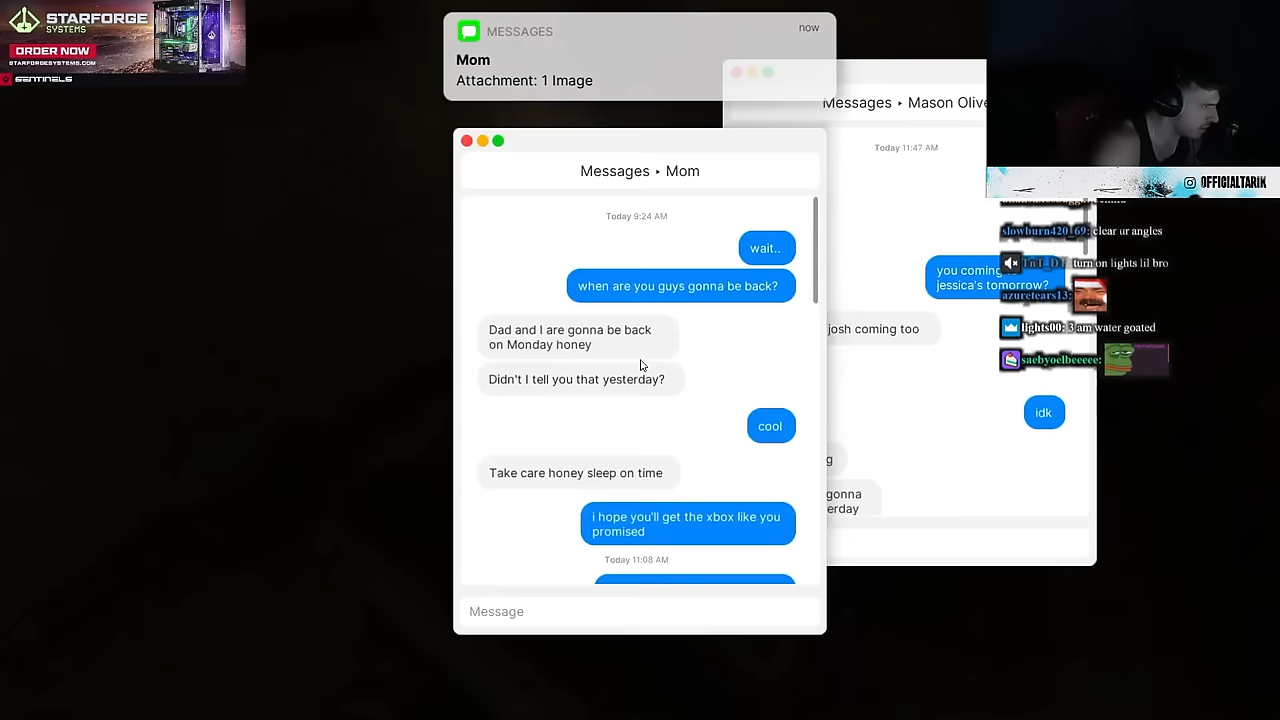 STARFORGE
SYSTEMS
ORDER NOW
STARFORGESYSTEMS.COM
SENTINELS
MESSAGES
now
Mom
Attachment: 1 Image
Messages ▸ Mom
Today 9:24 AM
wait..
when are you guys gonna be back?
Dad and I are gonna be back
on Monday honey
Didn't I tell you that yesterday?
cool
Take care honey sleep on time
i hope you'll get the xbox like you
promised
Today 11:08 AM
Message
Messages ▸ Mason Olive
Today 11:47 AM
you coming
jessica's tomorrow?
josh coming too
idk
g
gonna
erday
OFFICIALTARIK
slowburn420_69: clear ur angles
turn on lights lil bro
azuretears13:
lights00: 3 am water goated
saebyoelbeeeee: